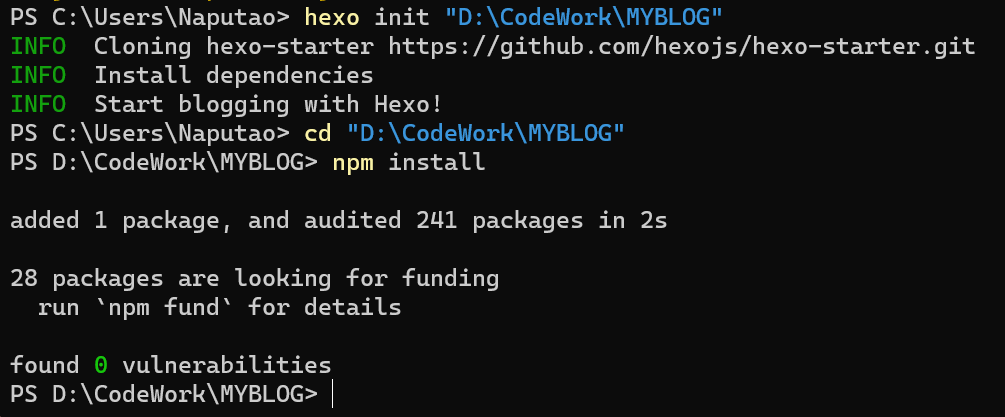 PS C:\Users\Naputao> hexo init "D:\CodeWork\MYBLOG"
INFO  Cloning hexo-starter https://github.com/hexojs/hexo-starter.git
INFO  Install dependencies
INFO  Start blogging with Hexo!
PS C:\Users\Naputao> cd "D:\CodeWork\MYBLOG"
PS D:\CodeWork\MYBLOG> npm install
added 1 package, and audited 241 packages in 2s
28 packages are looking for funding
  run `npm fund` for details
found 0 vulnerabilities
PS D:\CodeWork\MYBLOG>